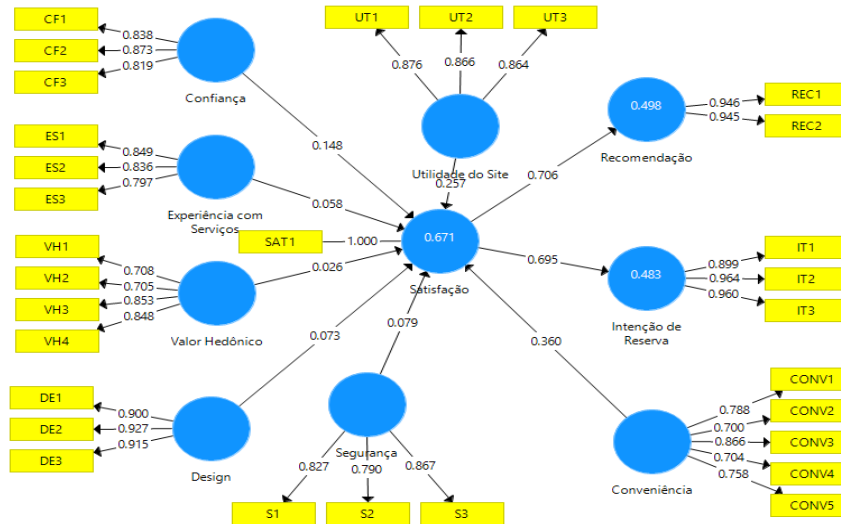 CF1
CF2
CF3
0.838
0.873
0.819
Confiança
0.148
UT1
UT2
UT3
0.876
0.866
0.864
Utilidade do Site
0.257
0.498
Recomendação
0.946
0.945
REC1
REC2
0.706
ES1
ES2
ES3
0.849
0.836
0.797
Experiência com
Serviços
0.058
SAT1
1.000
0.671
Satisfação
0.695
0.483
Intenção de
Reserva
0.899
0.964
0.960
IT1
IT2
IT3
VH1
VH2
VH3
VH4
0.708
0.705
0.853
0.848
Valor Hedônico
0.026
0.073
0.079
0.360
DE1
DE2
DE3
0.900
0.927
0.915
Design
Segurança
0.827
0.790
0.867
S1
S2
S3
Conveniência
0.788
0.700
0.866
0.704
0.758
CONV1
CONV2
CONV3
CONV4
CONV5